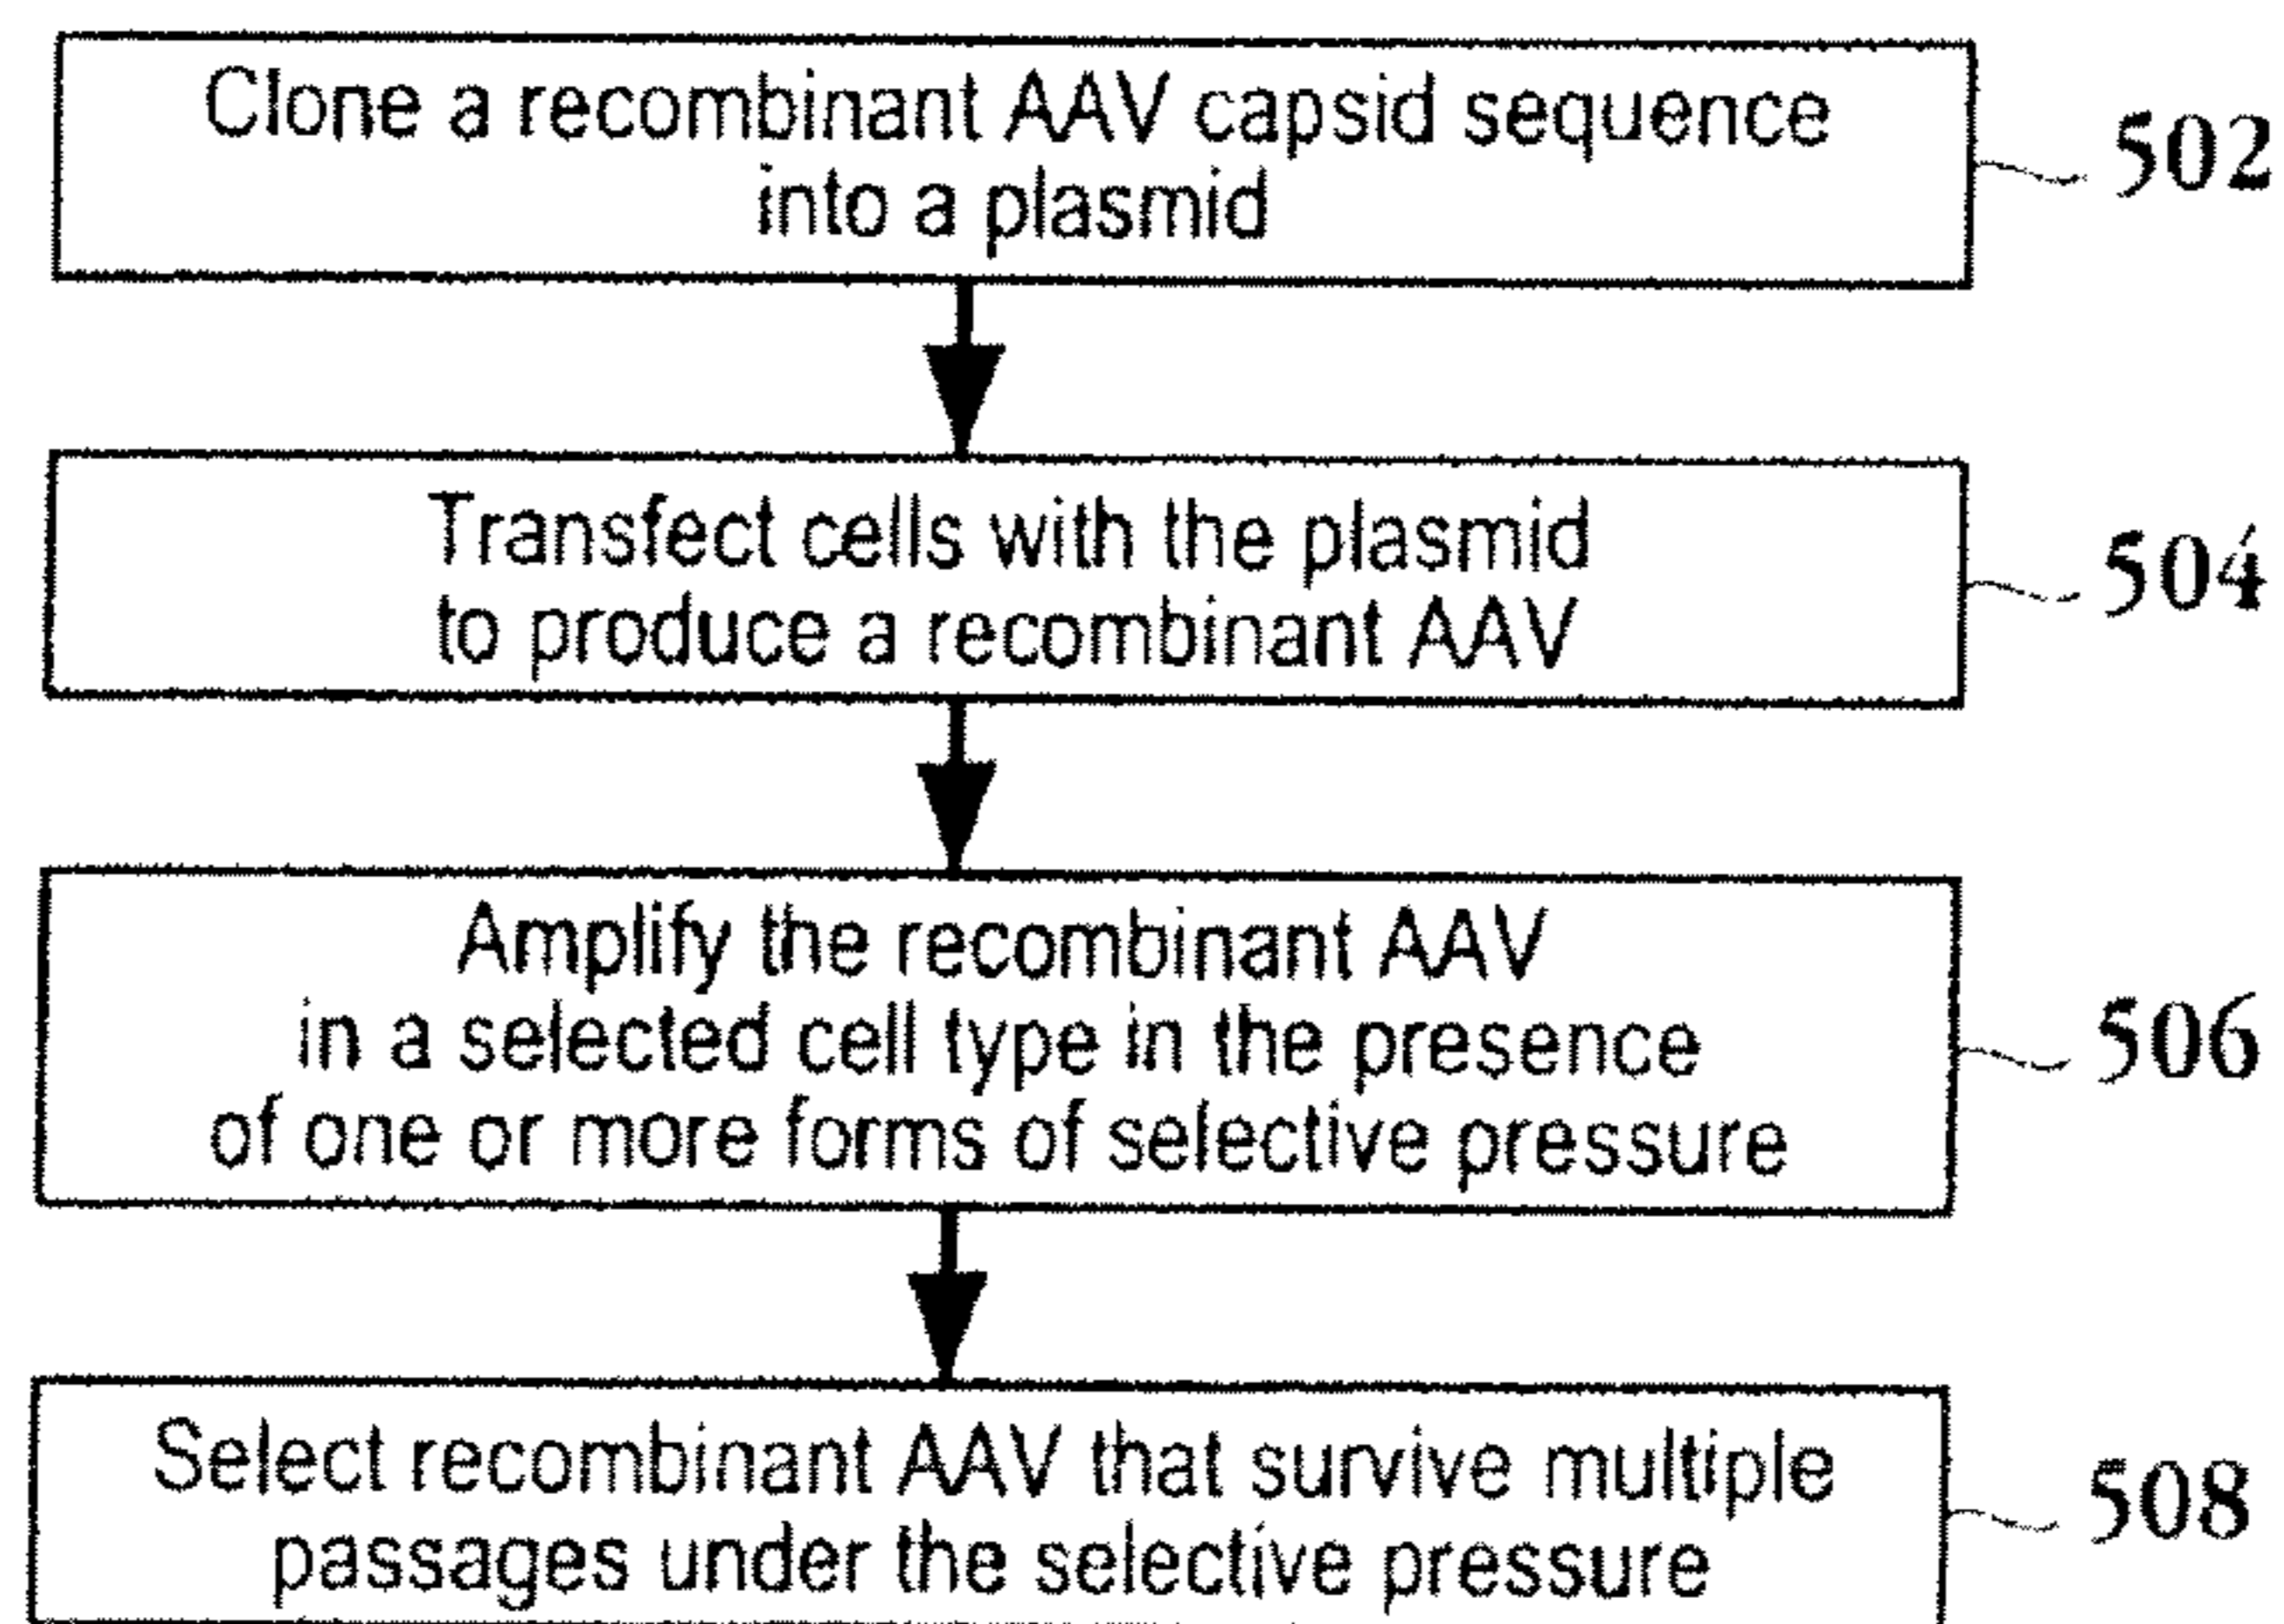 Clone a recombinant AAV capsid sequence
into a plasmid
502
Transfect cells with the plasmid
to produce a recombinant AAV
504
Amplify the recombinant AAV
in a selected cell type in the presence
of one or more forms of selective pressure
506
Select recombinant AAV that survive multiple
passages under the selective pressure
508